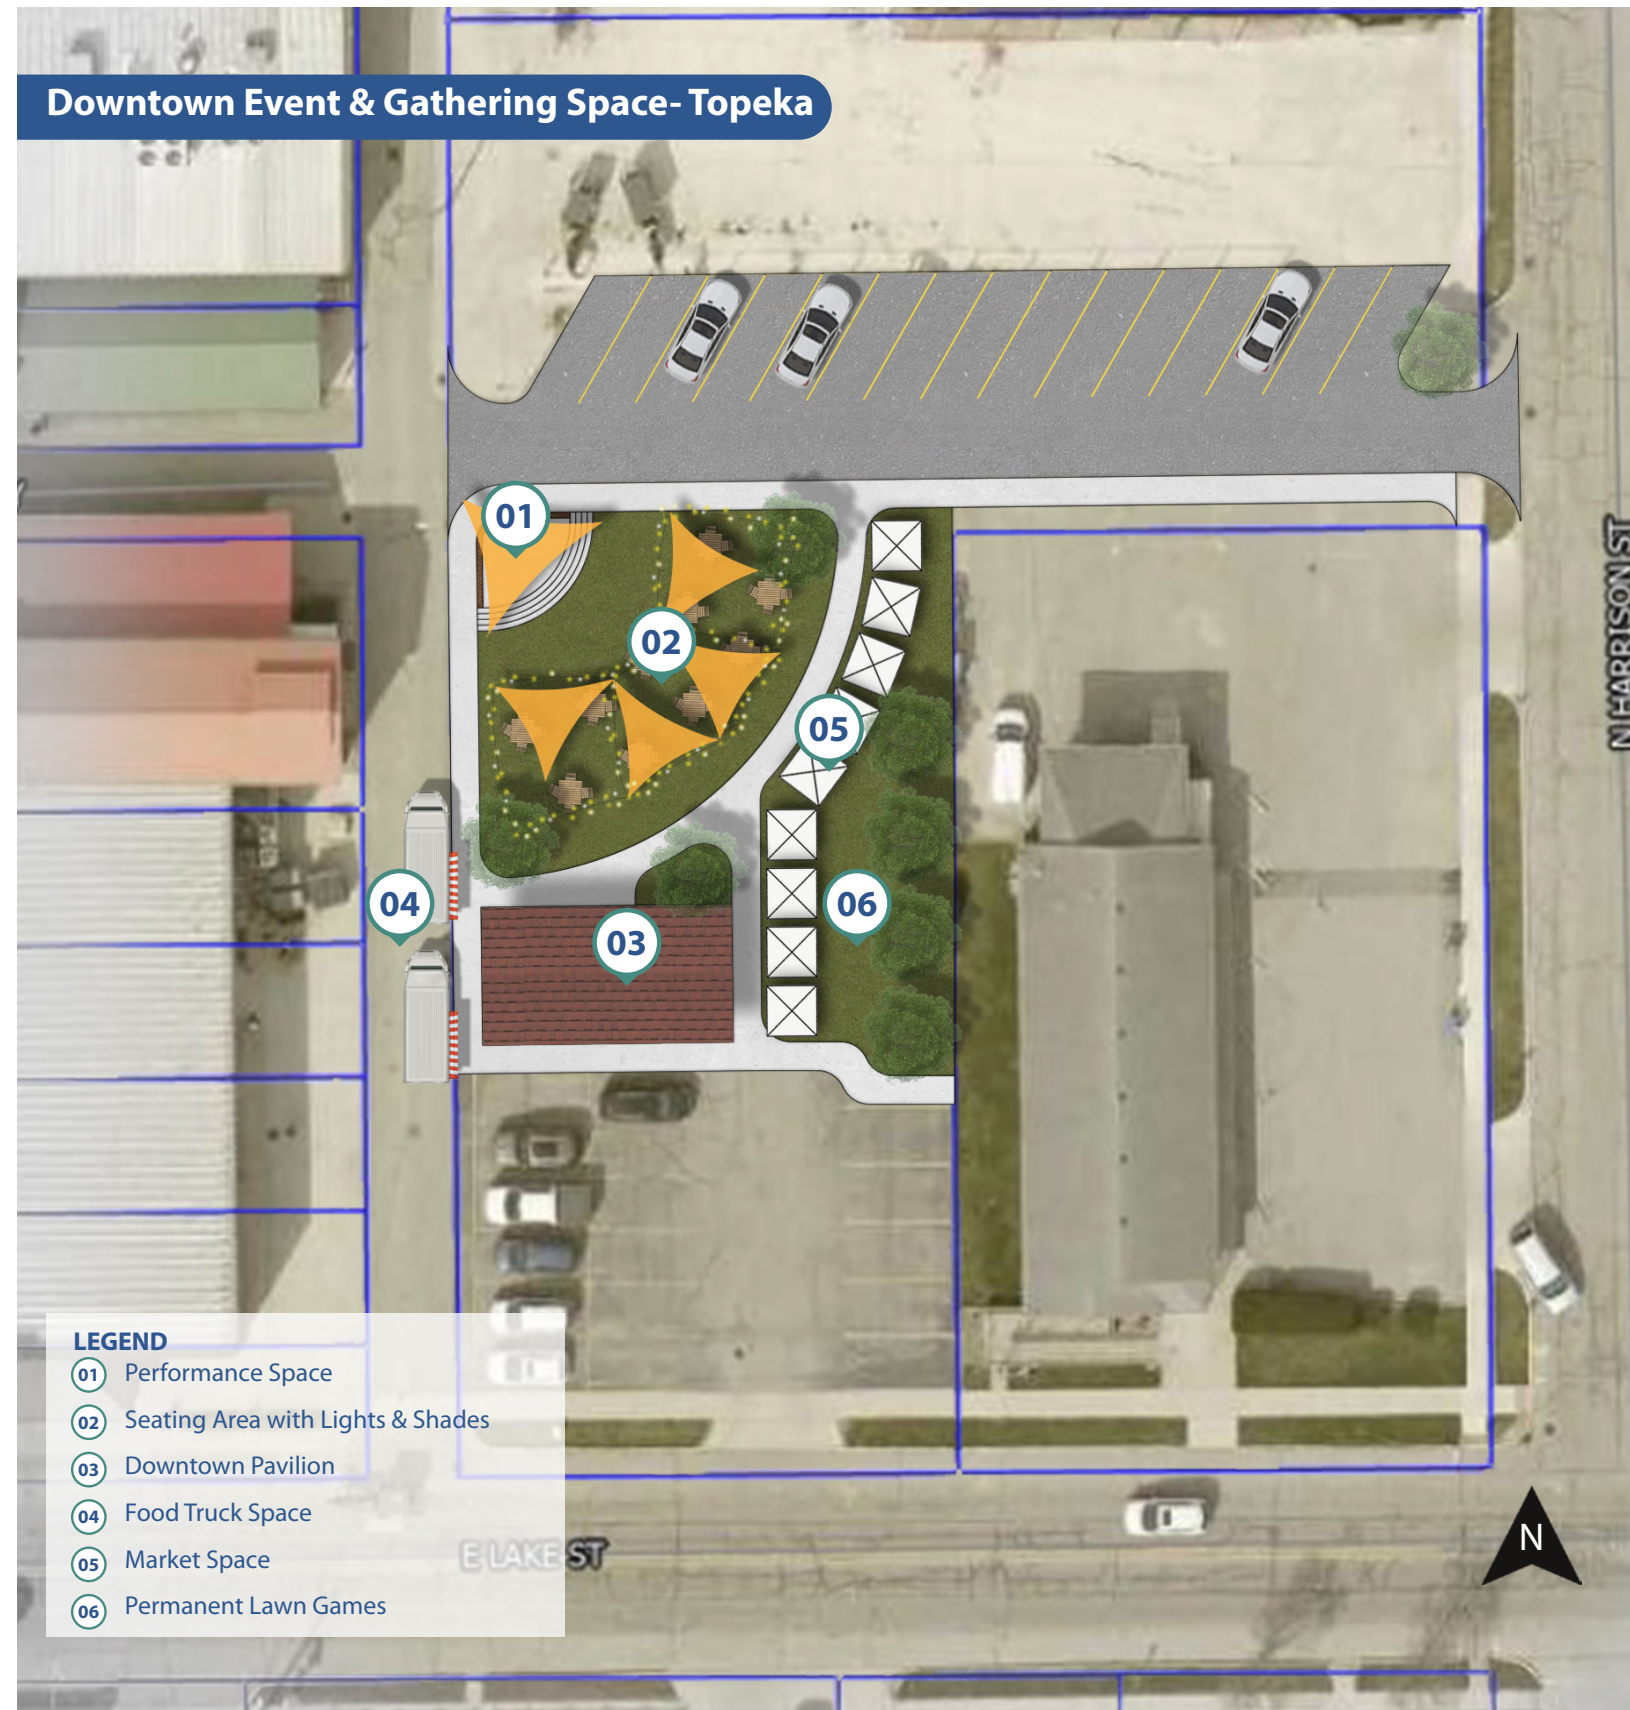 Downtown Event & Gathering Space- Topeka
01
02
05
04
06
03
N HARRISON ST
LEGEND
01 Performance Space
02 Seating Area with Lights & Shades
03 Downtown Pavilion
04 Food Truck Space
05 Market Space
06 Permanent Lawn Games
E LAKE ST
N